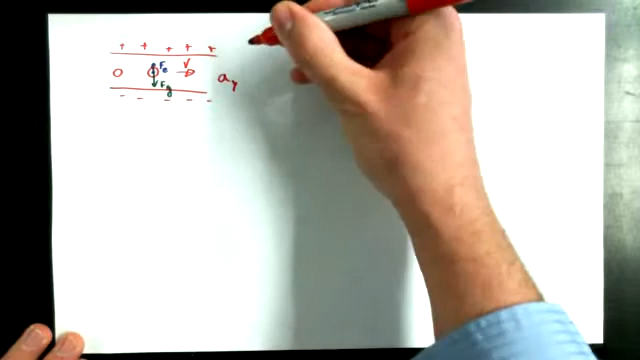 + + + + +
Fe v
Fg ay
- - - - -